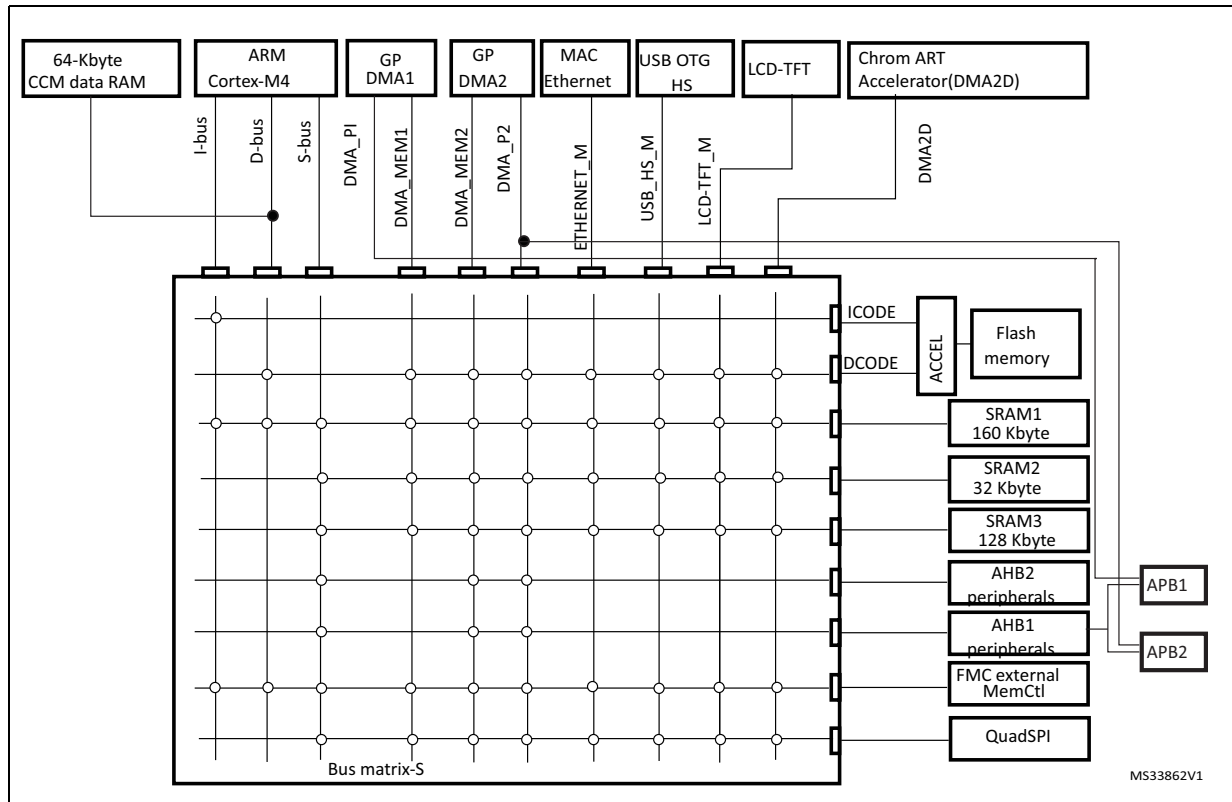 64-Kbyte
CCM data RAM
ARM
Cortex-M4
GP
DMA1
GP
DMA2
MAC
Ethernet
USB OTG
HS
LCD-TFT
Chrom ART
Accelerator(DMA2D)
I-bus
D-bus
S-bus
DMA_PI
DMA_MEM1
DMA_MEM2
DMA_P2
ETHERNET_M
USB_HS_M
LCD-TFT_M
DMA2D
ICODE
DCODE
ACCEL
Flash
memory
SRAM1
160 Kbyte
SRAM2
32 Kbyte
SRAM3
128 Kbyte
AHB2
peripherals
AHB1
peripherals
FMC external
MemCtl
QuadSPI
APB1
APB2
Bus matrix-S
MS33862V1